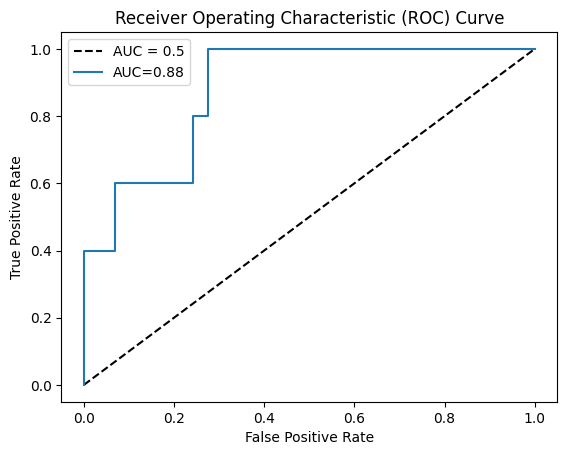 Receiver Operating Characteristic (ROC) Curve
AUC = 0.5
AUC=0.88
True Positive Rate
1.0
0.8
0.6
0.4
0.2
0.0
0.0 0.2 0.4 0.6 0.8 1.0
False Positive Rate